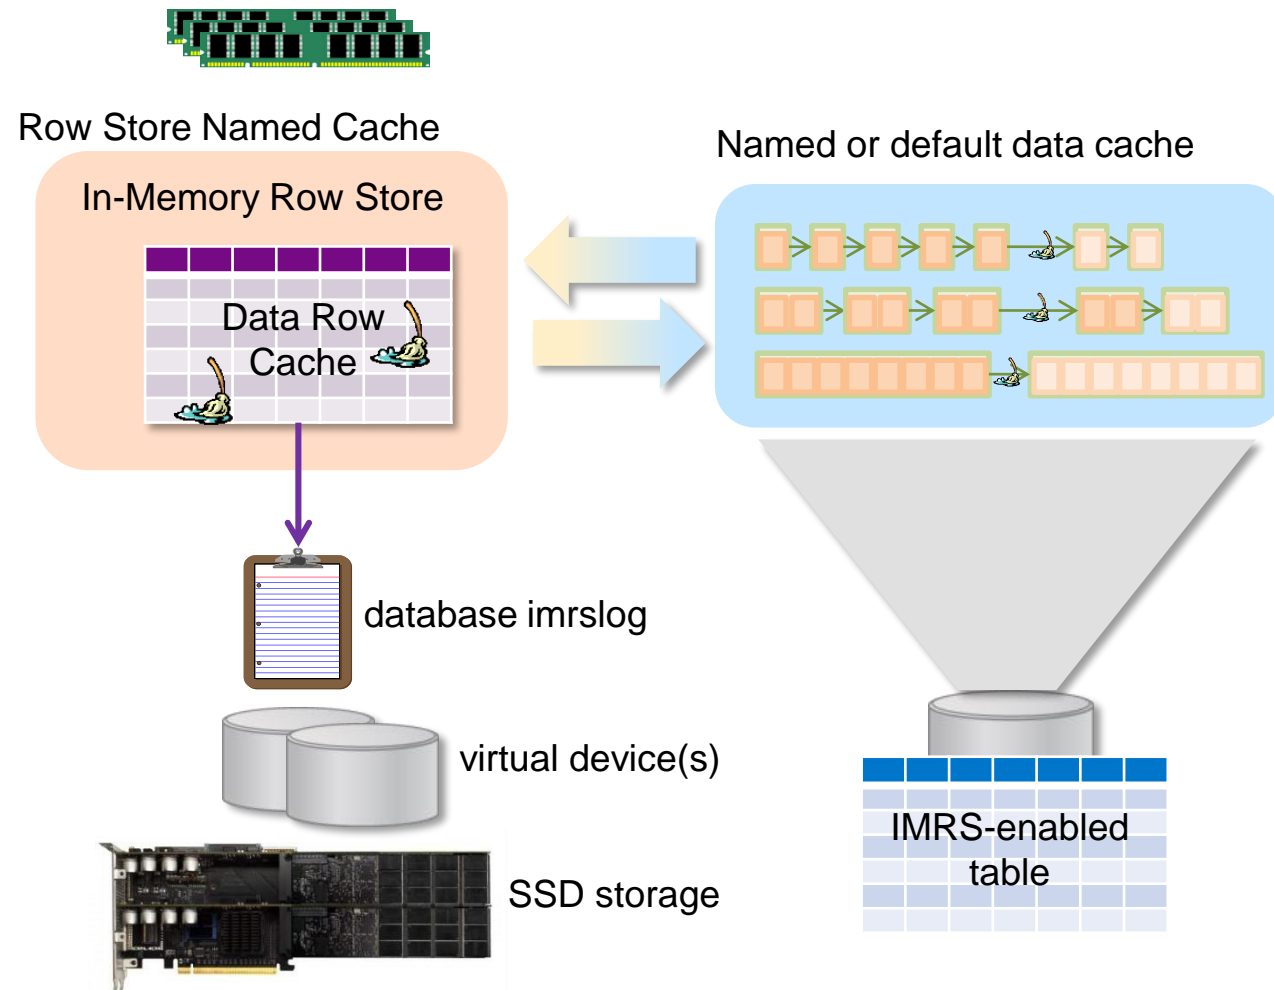 Row Store Named Cache
In-Memory Row Store
Data Row
Cache
Named or default data cache
database imrslog
virtual device(s)
SSD storage
IMRS-enabled
table